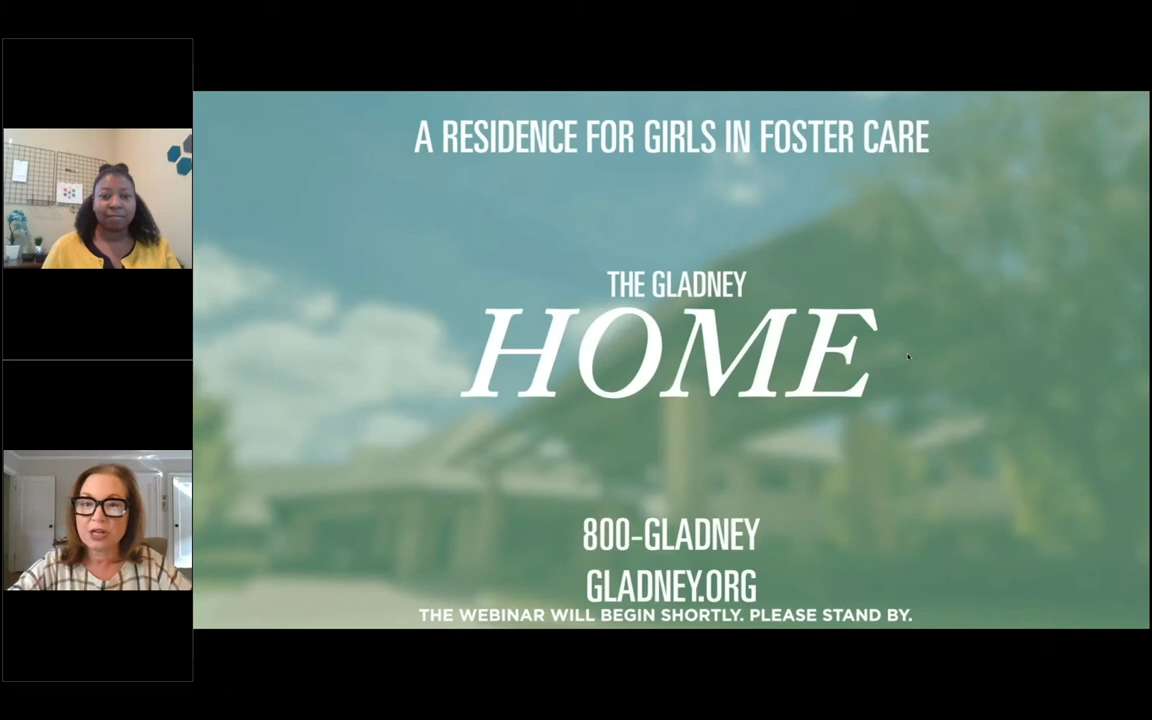 A RESIDENCE FOR GIRLS IN FOSTER CARE
THE GLADNEY
HOME
800-GLADNEY
GLADNEY.ORG
THE WEBINAR WILL BEGIN SHORTLY. PLEASE STAND BY.